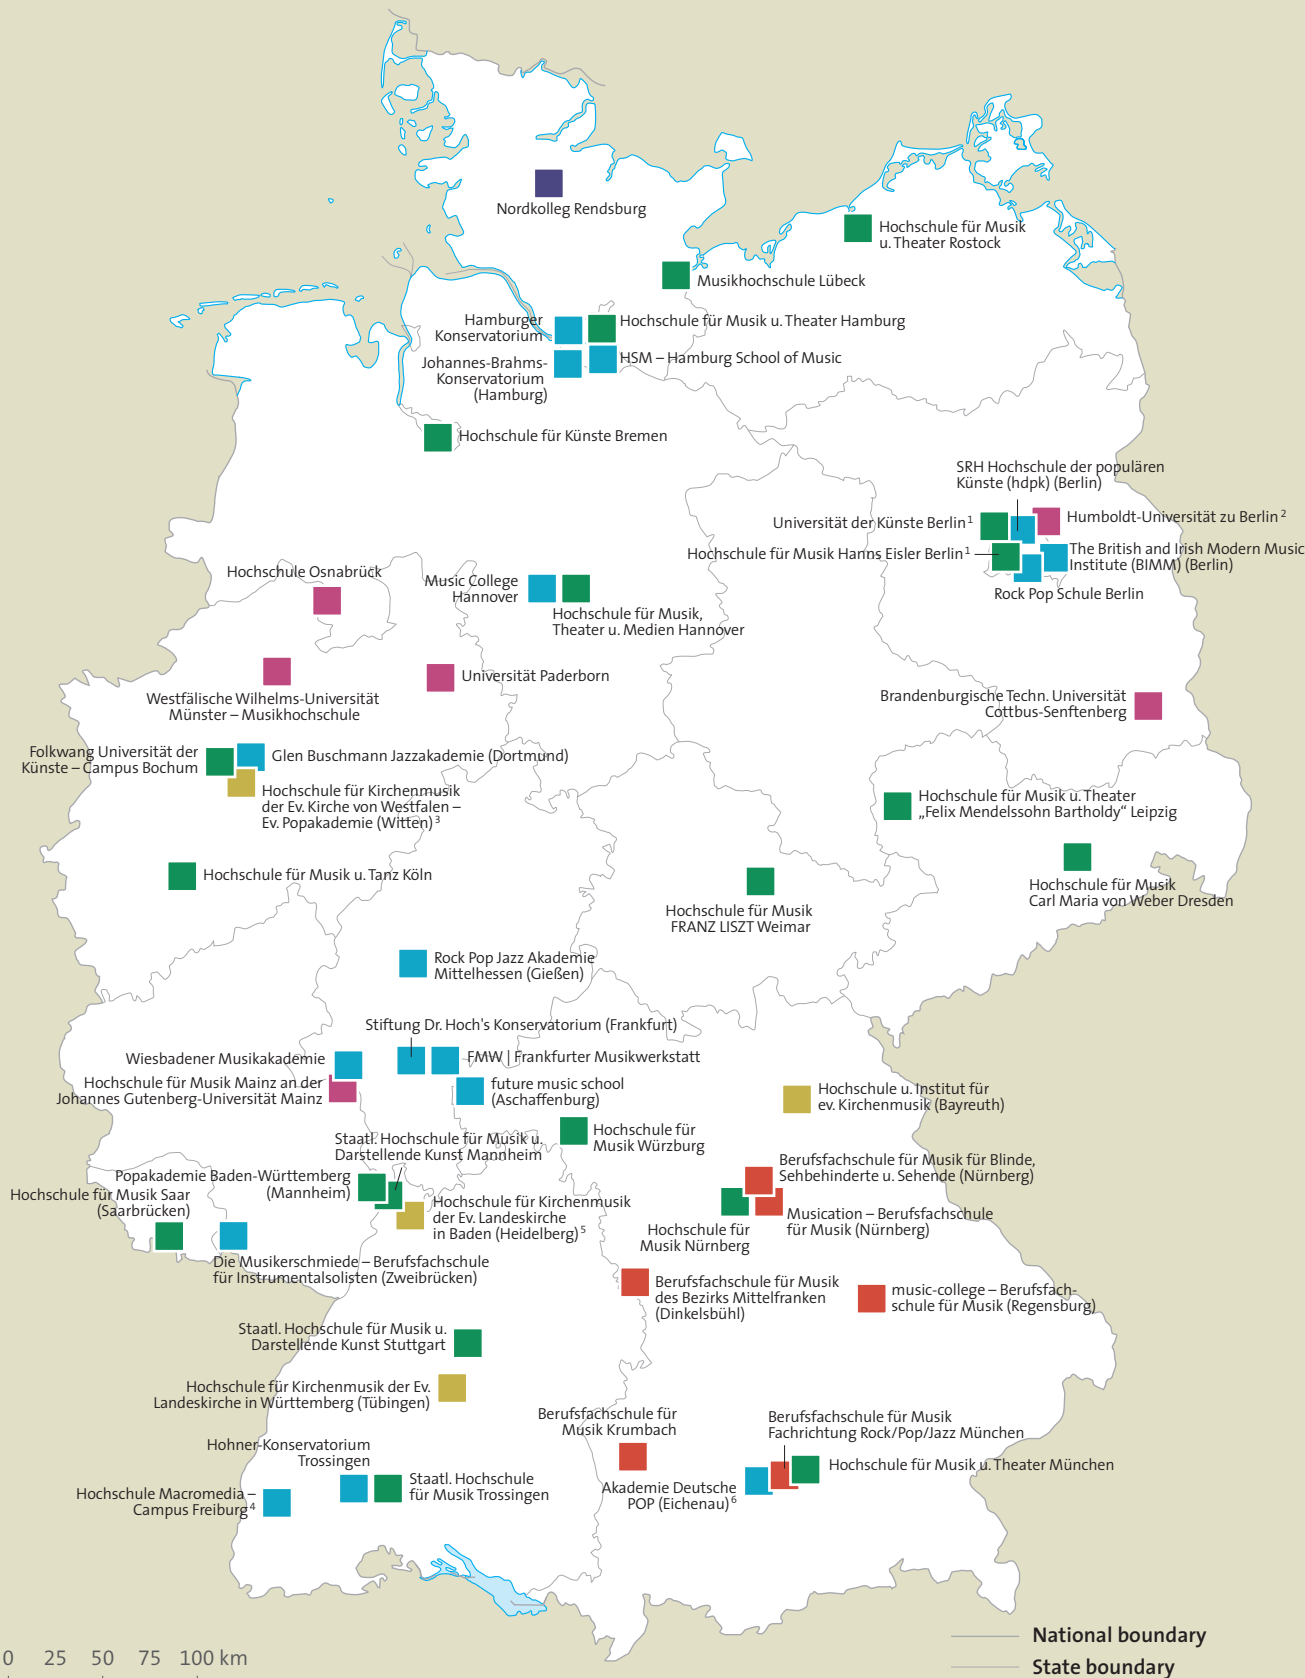 Nordkolleg Rendsburg
Hochschule für Musik
u. Theater Rostock
Musikhochschule Lübeck
Hamburger
Konservatorium
Hochschule für Musik u. Theater Hamburg
Johannes-Brahms-
Konservatorium
(Hamburg)
HSM – Hamburg School of Music
Hochschule für Künste Bremen
SRH Hochschule der populären
Künste (hdpk) (Berlin)
Universität der Künste Berlin¹
Humboldt-Universität zu Berlin²
Hochschule für Musik Hanns Eisler Berlin¹
The British and Irish Modern Music
Institute (BIMM) (Berlin)
Rock Pop Schule Berlin
Hochschule Osnabrück
Music College
Hannover
Hochschule für Musik,
Theater u. Medien Hannover
Westfälische Wilhelms-Universität
Münster – Musikhochschule
Universität Paderborn
Brandenburgische Techn. Universität
Cottbus-Senftenberg
Folkwang Universität der
Künste – Campus Bochum
Glen Buschmann Jazzakademie (Dortmund)
Hochschule für Kirchenmusik
der Ev. Kirche von Westfalen –
Ev. Popakademie (Witten)³
Hochschule für Musik u. Theater
„Felix Mendelssohn Bartholdy“ Leipzig
Hochschule für Musik u. Tanz Köln
Hochschule für Musik
Carl Maria von Weber Dresden
Hochschule für Musik
FRANZ LISZT Weimar
Rock Pop Jazz Akademie
Mittelhessen (Gießen)
Stiftung Dr. Hoch's Konservatorium (Frankfurt)
Wiesbadener Musikakademie
FMW | Frankfurter Musikwerkstatt
Hochschule für Musik Mainz an der
Johannes Gutenberg-Universität Mainz
future music school
(Aschaffenburg)
Hochschule u. Institut für
ev. Kirchenmusik (Bayreuth)
Hochschule für
Musik Würzburg
Staatl. Hochschule für Musik u.
Darstellende Kunst Mannheim
Popakademie Baden-Württemberg
(Mannheim)
Berufsfachschule für Musik für Blinde,
Sehbehinderte u. Sehende (Nürnberg)
Hochschule für Musik Saar
(Saarbrücken)
Hochschule für Kirchenmusik
der Ev. Landeskirche
in Baden (Heidelberg)⁵
Musication – Berufsfachschule
für Musik (Nürnberg)
Hochschule für
Musik Nürnberg
Die Musikerschmiede – Berufsfachschule
für Instrumentalsolisten (Zweibrücken)
Berufsfachschule für Musik
des Bezirks Mittelfranken
(Dinkelsbühl)
music-college – Berufsfach-
schule für Musik (Regensburg)
Staatl. Hochschule für Musik u.
Darstellende Kunst Stuttgart
Hochschule für Kirchenmusik der Ev.
Landeskirche in Württemberg (Tübingen)
Berufsfachschule für
Musik Krumbach
Berufsfachschule für Musik
Fachrichtung Rock/Pop/Jazz München
Hohner-Konservatorium
Trossingen
Hochschule für Musik u. Theater München
Staatl. Hochschule
für Musik Trossingen
Akademie Deutsche
POP (Eichenau)⁶
Hochschule Macromedia –
Campus Freiburg⁴
National boundary
State boundary
0 25 50 75 100 km